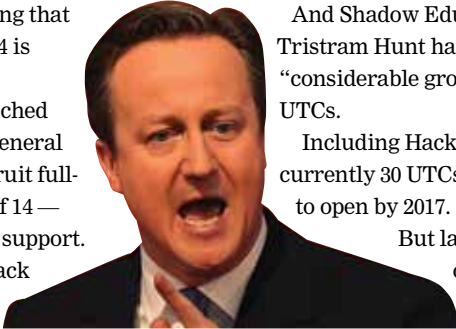 ng that
4 is
ched
eneral
ruit full-
f 14 —
support.
ack
And Shadow Edu
Tristram Hunt ha
“considerable gro
UTCs.
Including Hack
currently 30 UTCs
to open by 2017.
But la